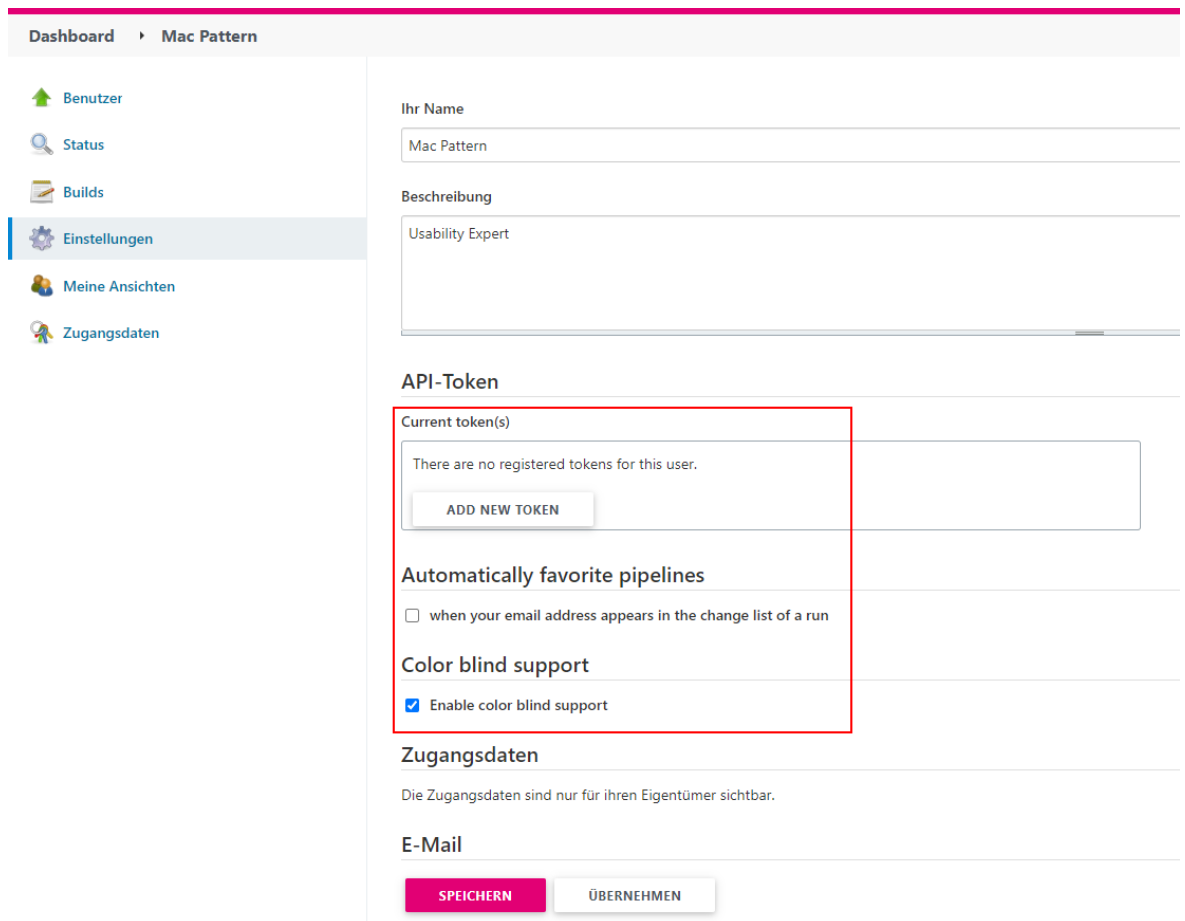 Dashboard Mac Pattern
Benutzer
Status
Builds
Einstellungen
Meine Ansichten
Zugangsdaten
Ihr Name
Mac Pattern
Beschreibung
Usability Expert
API-Token
Current token(s)
There are no registered tokens for this user.
ADD NEW TOKEN
Automatically favorite pipelines
when your email address appears in the change list of a run
Color blind support
Enable color blind support
Zugangsdaten
Die Zugangsdaten sind nur für ihren Eigentümer sichtbar.
E-Mail
SPEICHERN ÜBERNEHMEN